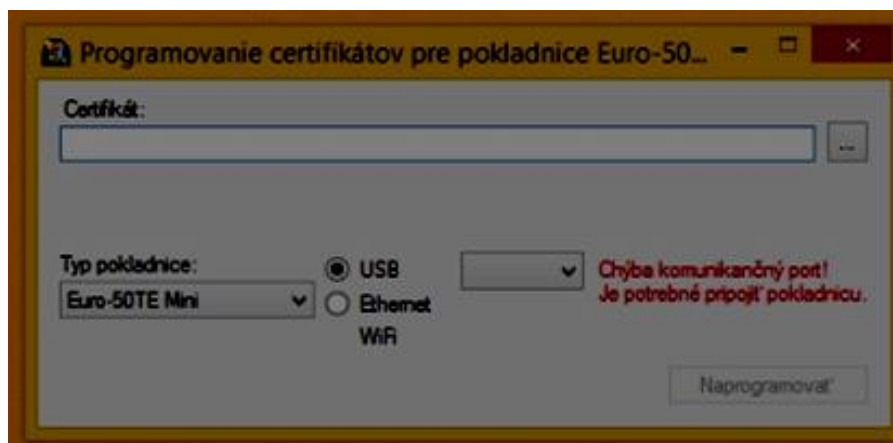 Programovanie certifikátov pre pokladnice Euro-50...
Certifikát:
...
Typ pokladnice:
Euro-50TE Mini
USB
Ethernet
WiFi
Chýba komunikančný port!
Je potrebné pripojiť pokladnicu.
Naprogramovať